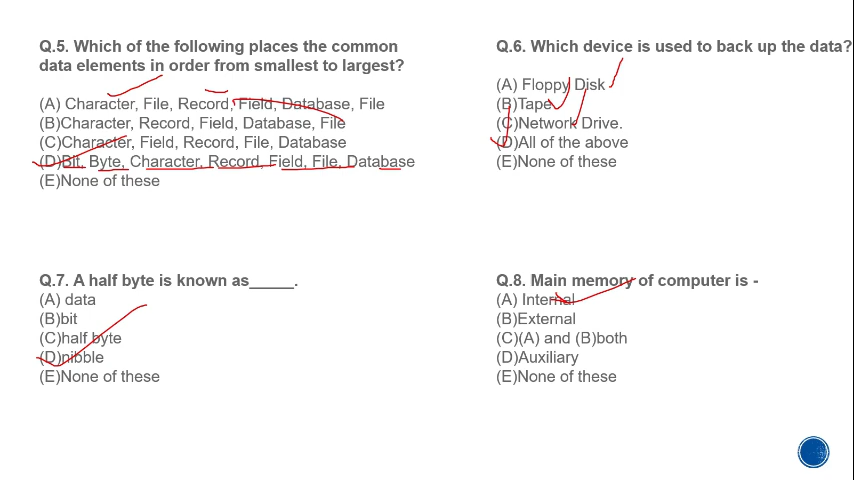 Q.5. Which of the following places the common
data elements in order from smallest to largest?
(A) Character, File, Record, Field, Database, File
(B)Character, Record, Field, Database, File
(C)Character, Field, Record, File, Database
(D)Bit, Byte, Character, Record, Field, File, Database
(E)None of these
Q.6. Which device is used to back up the data?
(A) Floppy Disk
(B)Tape
(C)Network Drive.
(D)All of the above
(E)None of these
Q.7. A half byte is known as_____.
(A) data
(B)bit
(C)half byte
(D)nibble
(E)None of these
Q.8. Main memory of computer is -
(A) Internal
(B)External
(C)(A) and (B)both
(D)Auxiliary
(E)None of these